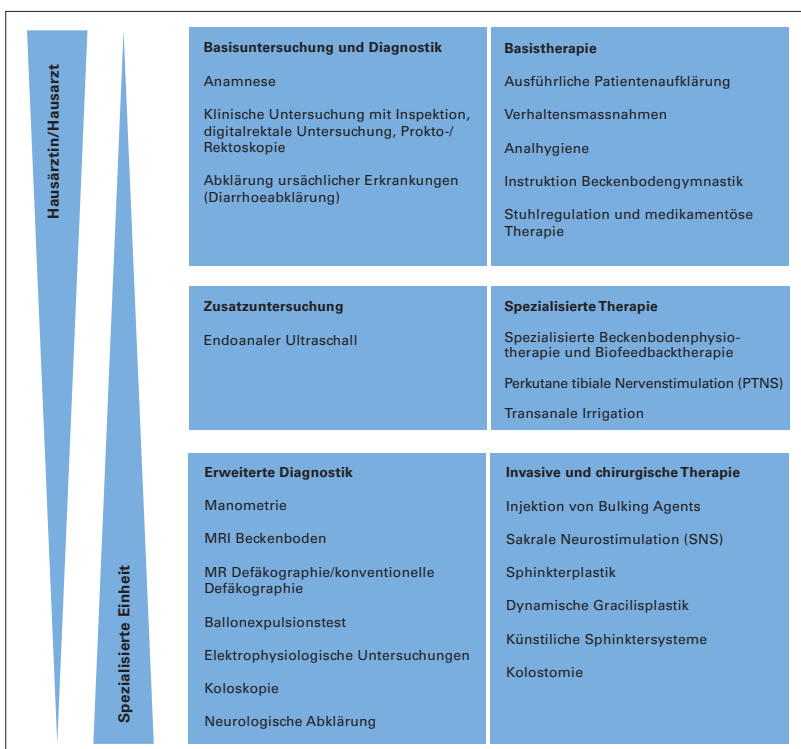 Hausärztin/Hausarzt
Spezialisierte Einheit
Basisuntersuchung und Diagnostik
Anamnese
Klinische Untersuchung mit Inspektion,
digitalrektale Untersuchung, Prokto-/
Rektoskopie
Abklärung ursächlicher Erkrankungen
(Diarrhoeabklärung)
Basistherapie
Ausführliche Patientenaufklärung
Verhaltensmassnahmen
Analhygiene
Instruktion Beckenbodengymnastik
Stuhlregulation und medikamentöse
Therapie
Zusatzuntersuchung
Endoanaler Ultraschall
Spezialisierte Therapie
Spezialisierte Beckenbodenphysio-
therapie und Biofeedbacktherapie
Perkutane tibiale Nervenstimulation (PTNS)
Transanale Irrigation
Erweiterte Diagnostik
Manometrie
MRI Beckenboden
MR Defäkographie/konventionelle
Defäkographie
Ballonexpulsionstest
Elektrophysiologische Untersuchungen
Koloskopie
Neurologische Abklärung
Invasive und chirurgische Therapie
Injektion von Bulking Agents
Sakrale Neurostimulation (SNS)
Sphinkterplastik
Dynamische Gracilisplastik
Künstiliche Sphinktersysteme
Kolostomie